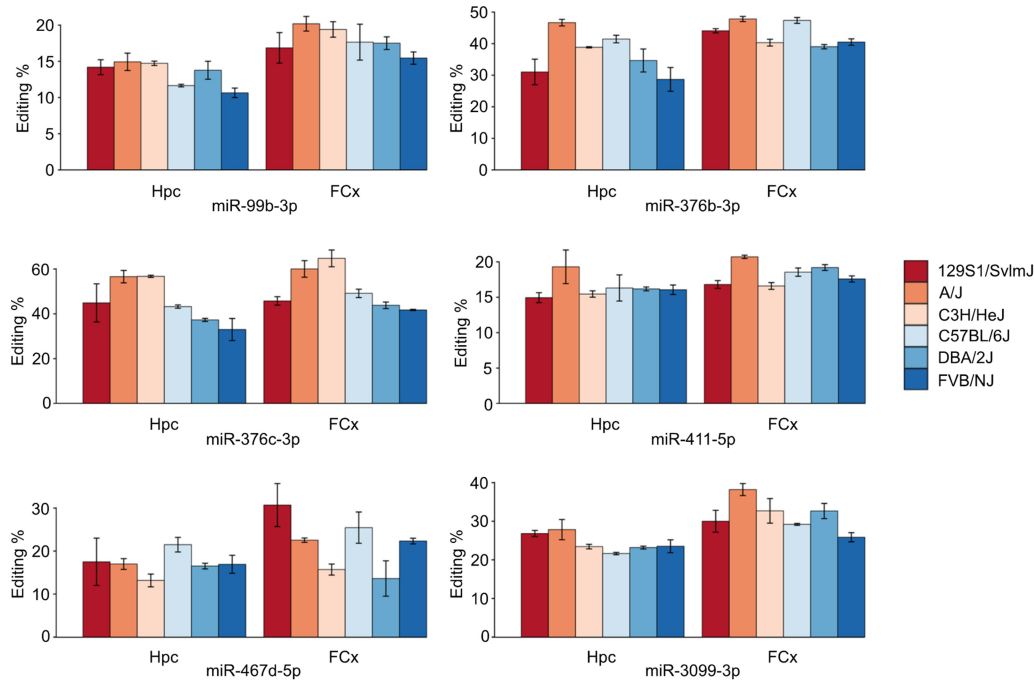 Editing %
20
15
10
5
0
Hpc
FCx
miR-99b-3p
Editing %
50
40
30
20
10
0
Hpc
FCx
miR-376b-3p
Editing %
60
40
60
0
Hpc
FCx
miR-376c-3p
Editing %
20
15
10
5
0
Hpc
FCx
miR-411-5p
129S1/SvImJ
A/J
C3H/HeJ
C57BL/6J
DBA/2J
FVB/NJ
Editing %
30
20
10
0
Hpc
FCx
miR-467d-5p
Editing %
40
30
20
10
0
Hpc
FCx
miR-3099-3p